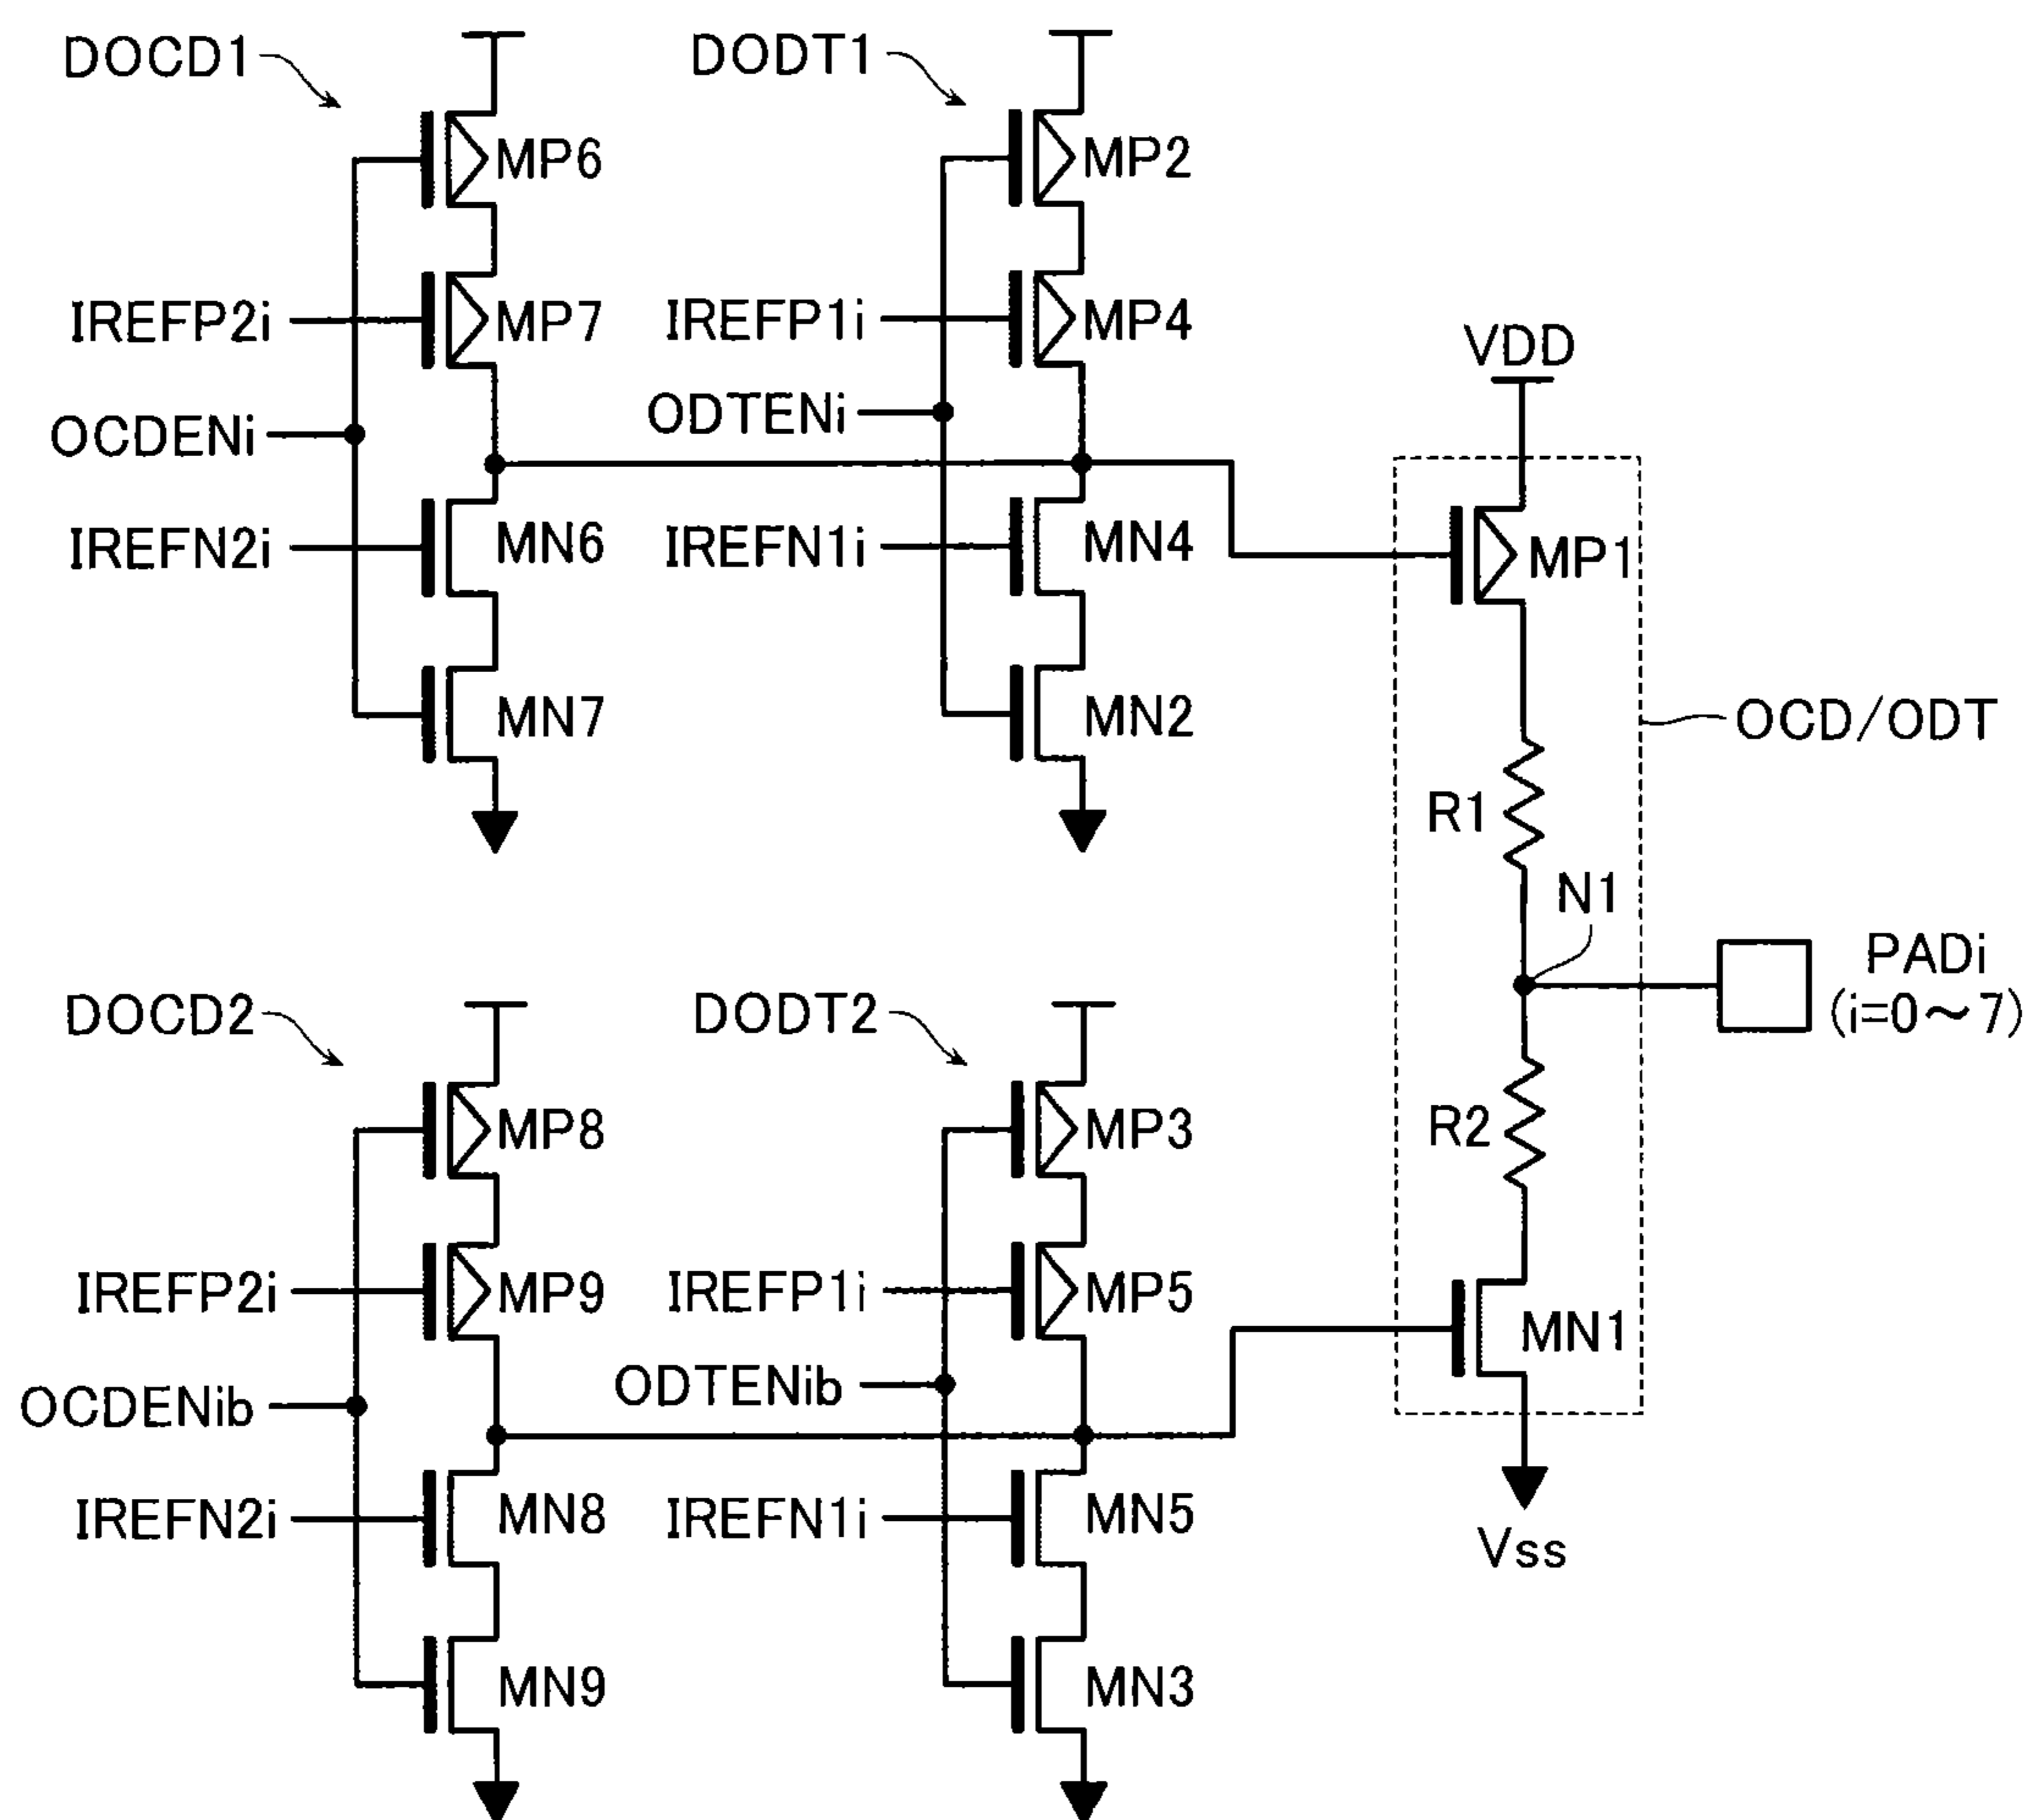 DOCD1
DODT1
MP6
MP2
IREFP2i
MP7
IREFP1i
MP4
VDD
OCDENi
ODTENi
IREFN2i
MN6
IREFN1i
MN4
MP1
MN7
MN2
OCD/ODT
R1
N1
PADi
(i=0～7)
DOCD2
DODT2
MP8
MP3
R2
IREFP2i
MP9
IREFP1i
MP5
MN1
OCDENib
ODTENib
IREFN2i
MN8
IREFN1i
MN5
Vss
MN9
MN3